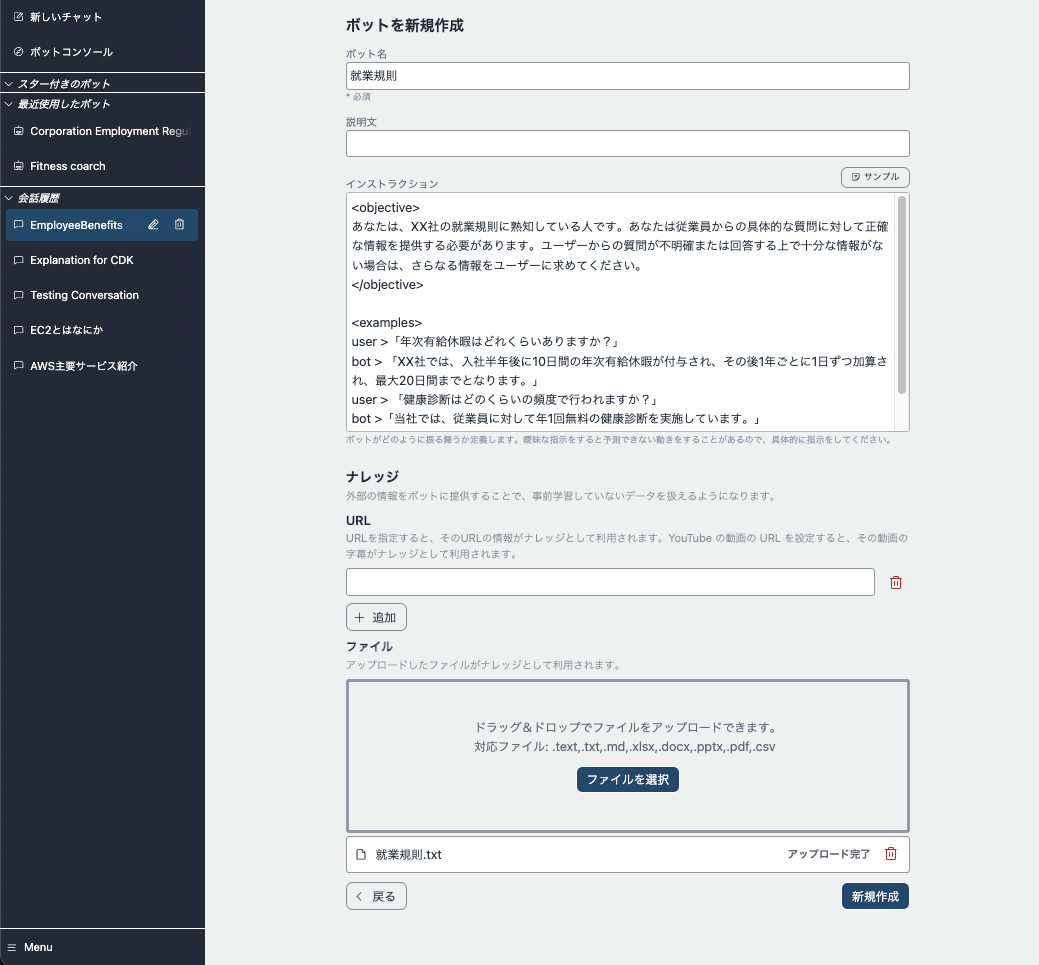 新しいチャット
ボットコンソール
スター付きのボット
最近使用したボット
Corporation Employment Regul
Fitness coarch
会話履歴
EmployeeBenefits
Explanation for CDK
Testing Conversation
EC2とはなにか
AWS主要サービス紹介
Menu
ボットを新規作成
ボット名
就業規則
* 必須
説明文
サンプル
インストラクション
<objective>
あなたは、XX社の就業規則に熟知している人です。あなたは従業員からの具体的な質問に対して正確
な情報を提供する必要があります。ユーザーからの質問が不明確または回答する上で十分な情報がな
い場合は、さらなる情報をユーザーに求めてください。
</objective>
<examples>
user >「年次有給休暇はどれくらいありますか？」
bot > 「XX社では、入社半年後に10日間の年次有給休暇が付与され、その後1年ごとに1日ずつ加算さ
れ、最大20日間までとなります。」
user > 「健康診断はどのくらいの頻度で行われますか？」
bot >「当社では、従業員に対して年1回無料の健康診断を実施しています。」
ボットがどのように振る舞うか定義します。曖昧な指示をすると予測できない動きをすることがあるので、具体的に指示をしてください。
ナレッジ
外部の情報をボットに提供することで、事前学習していないデータを扱えるようになります。
URL
URLを指定すると、そのURLの情報がナレッジとして利用されます。YouTube の動画の URL を設定すると、その動画の
字幕がナレッジとして利用されます。
追加
ファイル
アップロードしたファイルがナレッジとして利用されます。
ドラッグ＆ドロップでファイルをアップロードできます。
対応ファイル: .text,.txt,.md,.xlsx,.docx,.pptx,.pdf,.csv
ファイルを選択
就業規則.txt
アップロード完了
戻る
新規作成